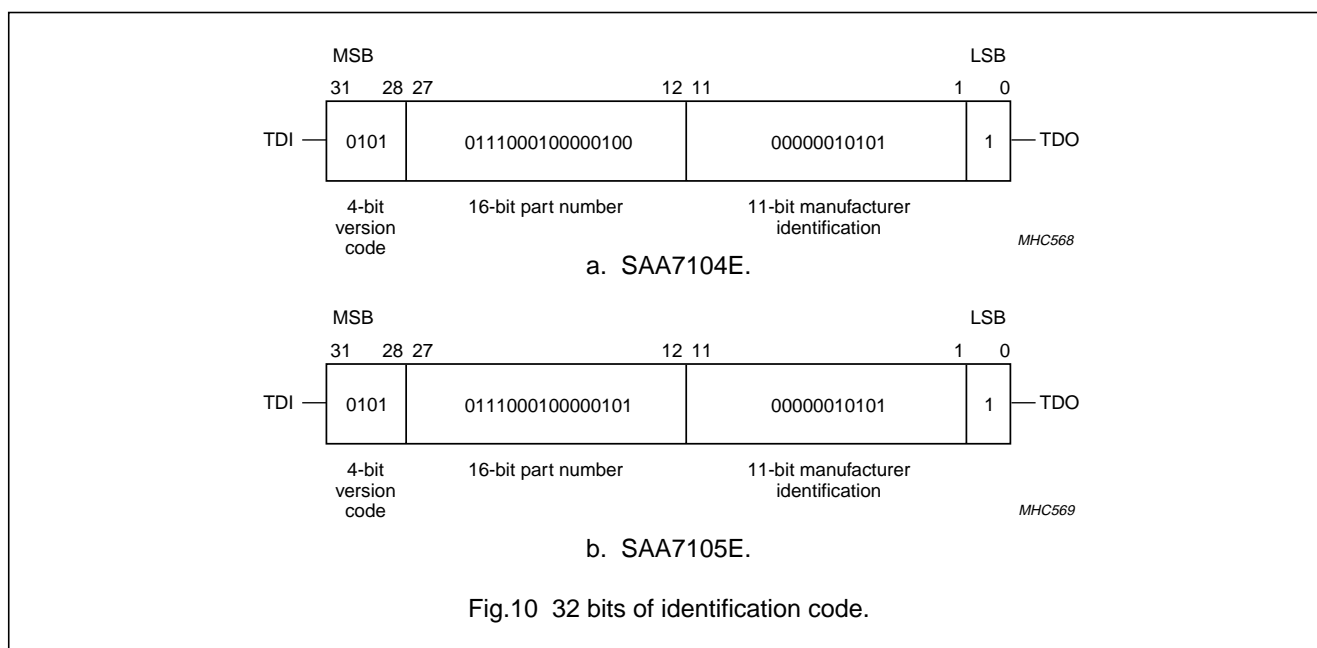 MSB LSB
31 28 27 12 11 1 0
TDI 0101 0111000100000100 00000010101 1 TDO
4-bit version code 16-bit part number 11-bit manufacturer identification
MHC568
a. SAA7104E.
MSB LSB
31 28 27 12 11 1 0
TDI 0101 0111000100000101 00000010101 1 TDO
4-bit version code 16-bit part number 11-bit manufacturer identification
MHC569
b. SAA7105E.
Fig.10 32 bits of identification code.